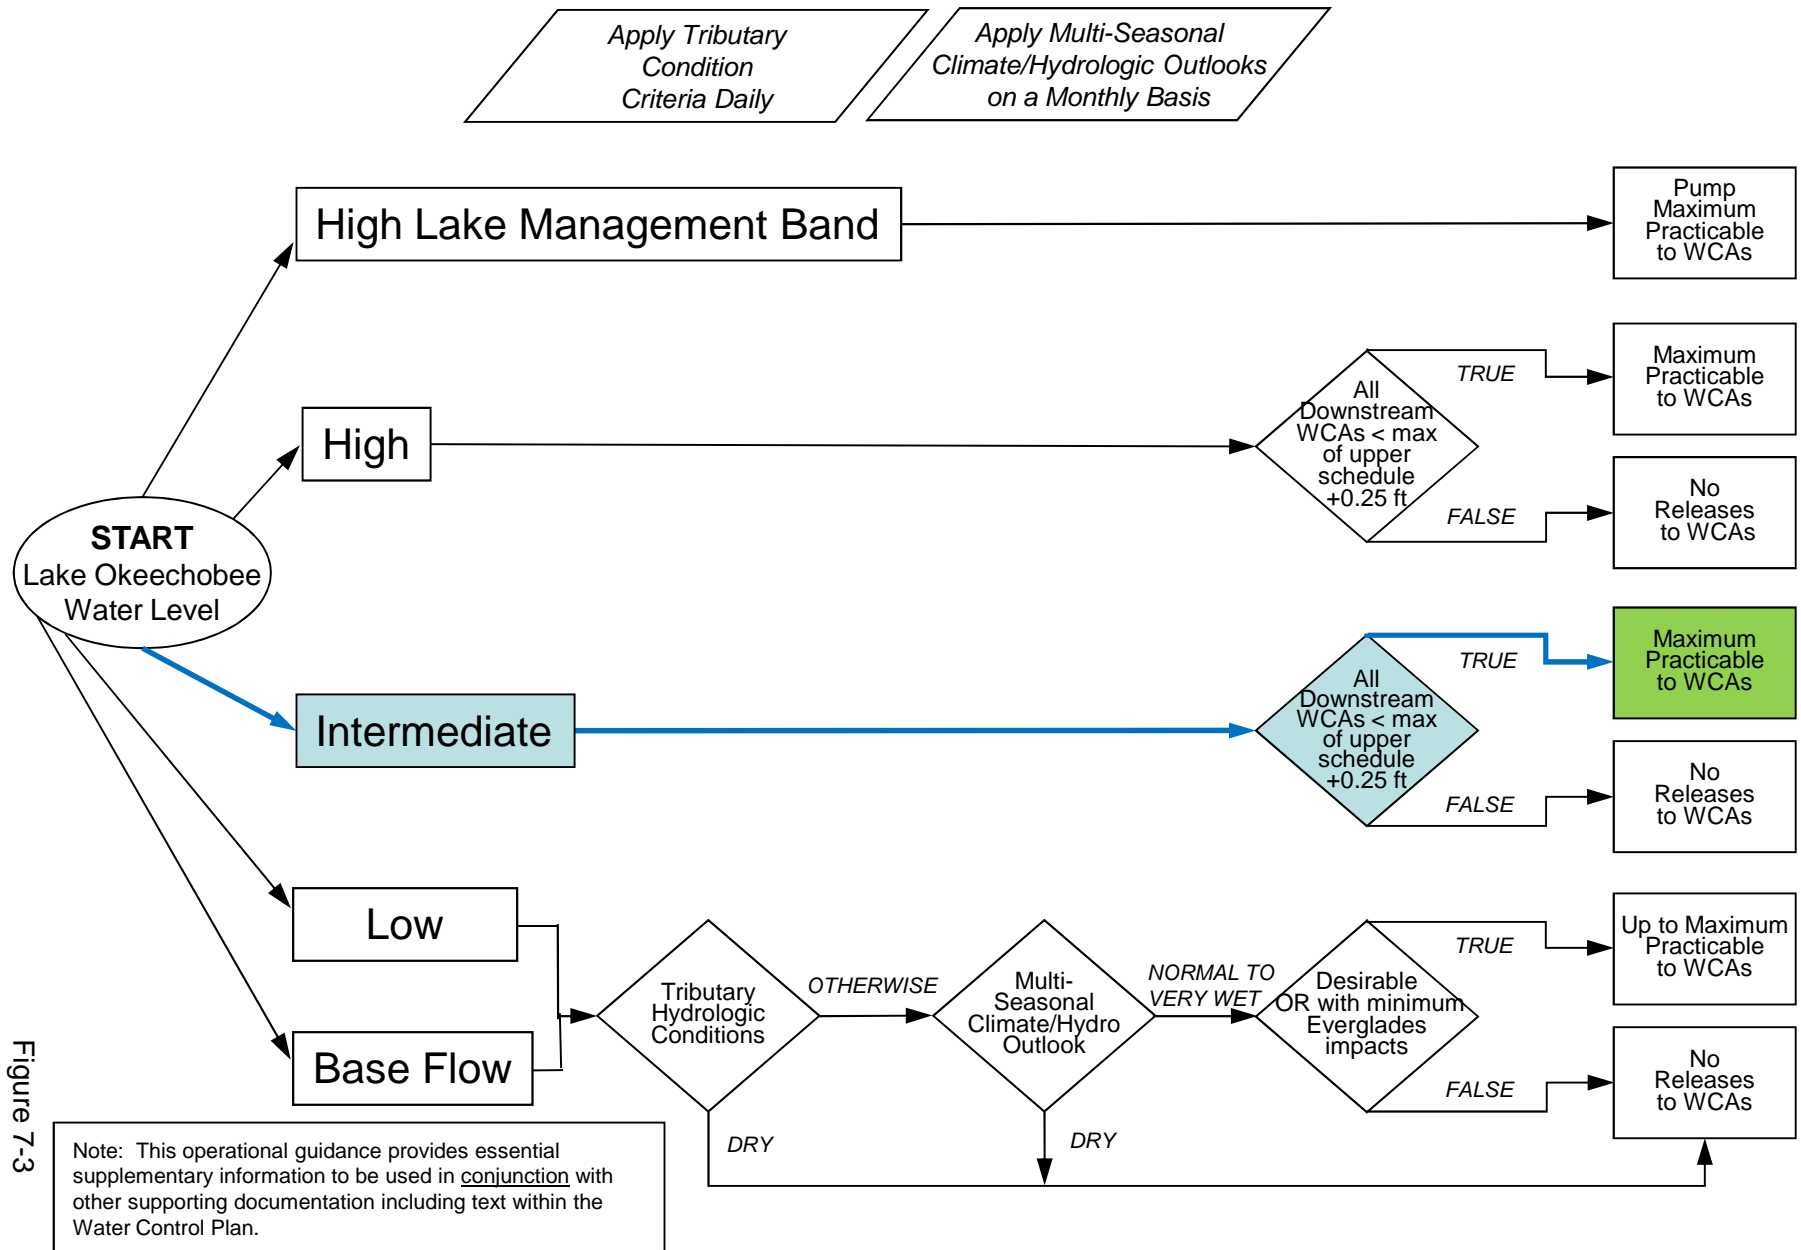 Apply Tributary
Condition
Criteria Daily
Apply Multi-Seasonal
Climate/Hydrologic Outlooks
on a Monthly Basis
High Lake Management Band
Pump
Maximum
Practicable
to WCAs
High
All
Downstream
WCAs < max
of upper
schedule
+0.25 ft
TRUE
Maximum
Practicable
to WCAs
FALSE
No
Releases
to WCAs
START
Lake Okeechobee
Water Level
Intermediate
All
Downstream
WCAs < max
of upper
schedule
+0.25 ft
TRUE
Maximum
Practicable
to WCAs
FALSE
No
Releases
to WCAs
Low
Base Flow
Tributary
Hydrologic
Conditions
OTHERWISE
DRY
Multi-
Seasonal
Climate/Hydro
Outlook
NORMAL TO
VERY WET
DRY
Desirable
OR with minimum
Everglades
impacts
TRUE
Up to Maximum
Practicable
to WCAs
FALSE
No
Releases
to WCAs
Figure 7-3
Note: This operational guidance provides essential
supplementary information to be used in conjunction with
other supporting documentation including text within the
Water Control Plan.